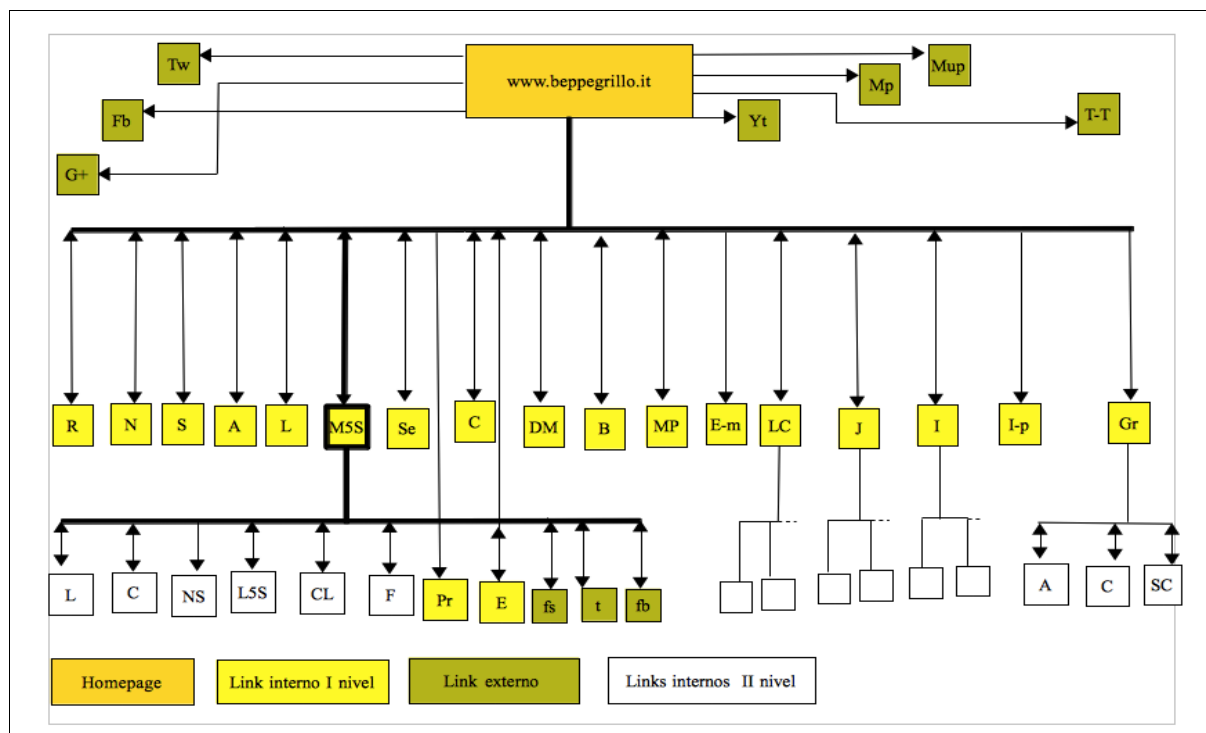 www.beppegrillo.it
Tw
Mup
Mp
Fb
Yt
T-T
G+
R
N
S
A
L
M5S
Se
C
DM
B
MP
E-m
LC
J
I
I-p
Gr
L
C
NS
L5S
CL
F
Pr
E
fs
t
fb
A
C
SC
Homepage
Link interno I nivel
Link externo
Links internos II nivel